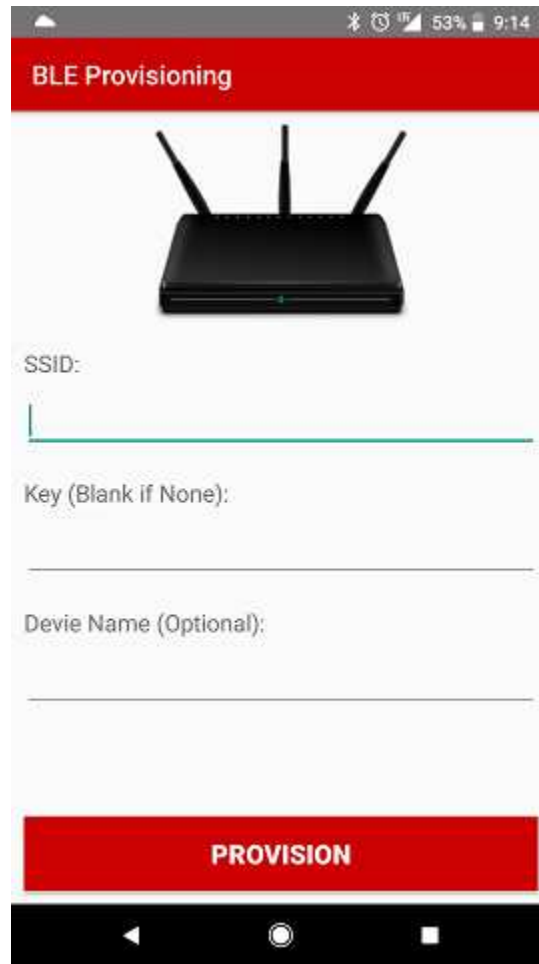 53% 9:14
BLE Provisioning
SSID:
Key (Blank if None):
Devie Name (Optional):
PROVISION